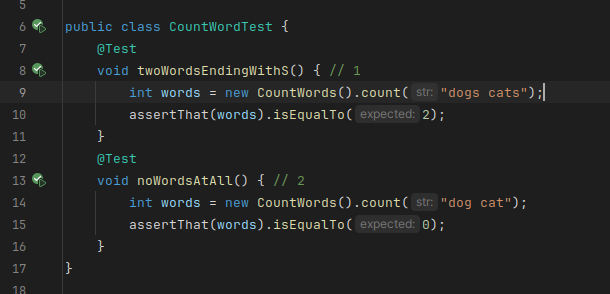 5
6 public class CountWordTest {
7 @Test
8 void twoWordsEndingWithS() { // 1
9 int words = new CountWords().count( str: "dogs cats");
10 assertThat(words).isEqualTo( expected: 2);
11 }
12 @Test
13 void noWordsAtAll() { // 2
14 int words = new CountWords().count( str: "dog cat");
15 assertThat(words).isEqualTo( expected: 0);
16 }
17 }
18